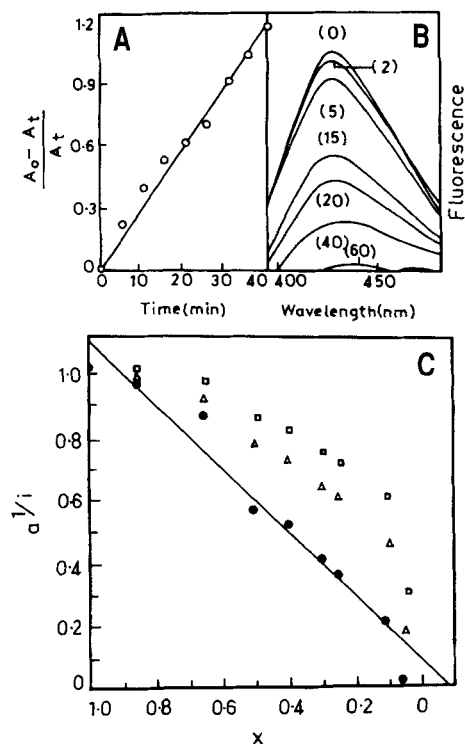 A
B
1·2
0·9
0·6
0·3
0
A₀ – Aₜ
Aₜ
0 10 20 30 40
Time(min)
(0)
(2)
(5)
(15)
(20)
(40)
(60)
400 450
Wavelength(nm)
Fluorescence
C
1·0
0·8
0·6
0·4
0·2
0
a¹/i
1·0 0·8 0·6 0·4 0·2 0
X